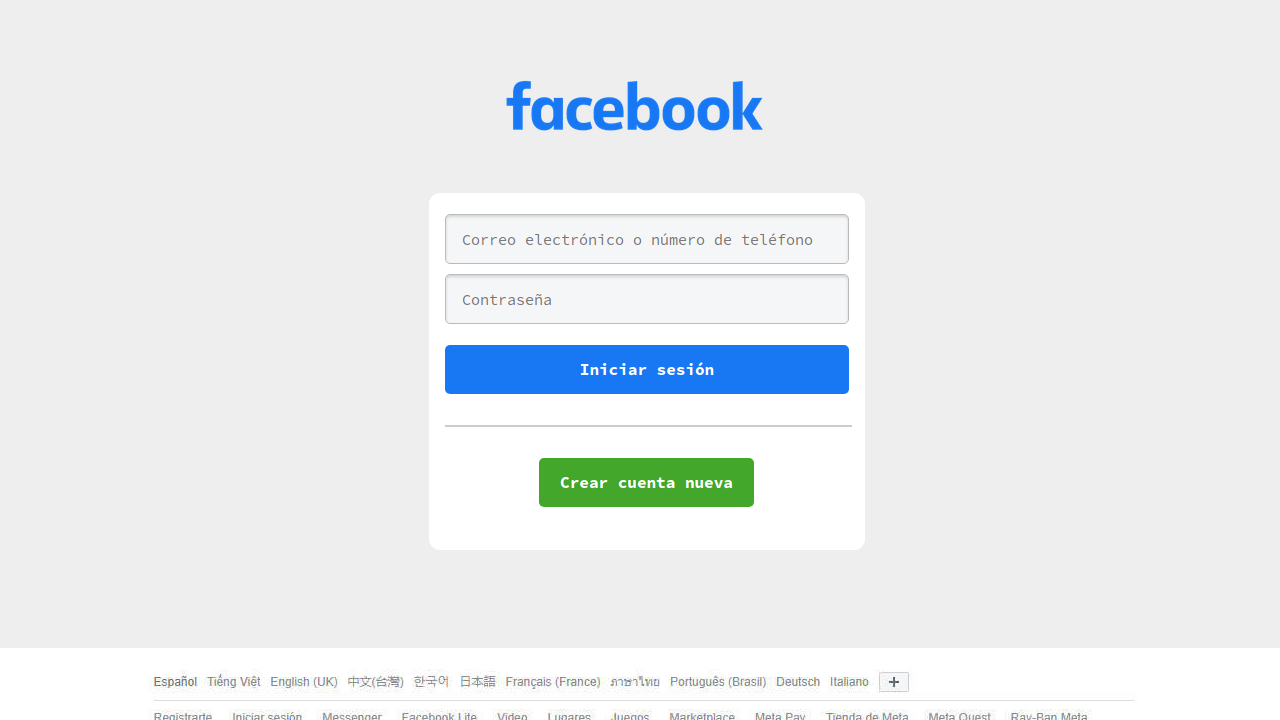 facebook
Correo electrónico o número de teléfono
Contraseña
Iniciar sesión
Crear cuenta nueva
Español Tiếng Việt English (UK) 中文(台灣) 한국어 日本語 Français (France) ภาษาไทย Português (Brasil) Deutsch Italiano
Registrarte Iniciar sesión Messenger Facebook Lite Video Lugares Juegos Marketplace Meta Pay Tienda de Meta Meta Quest Ray-Ban Meta